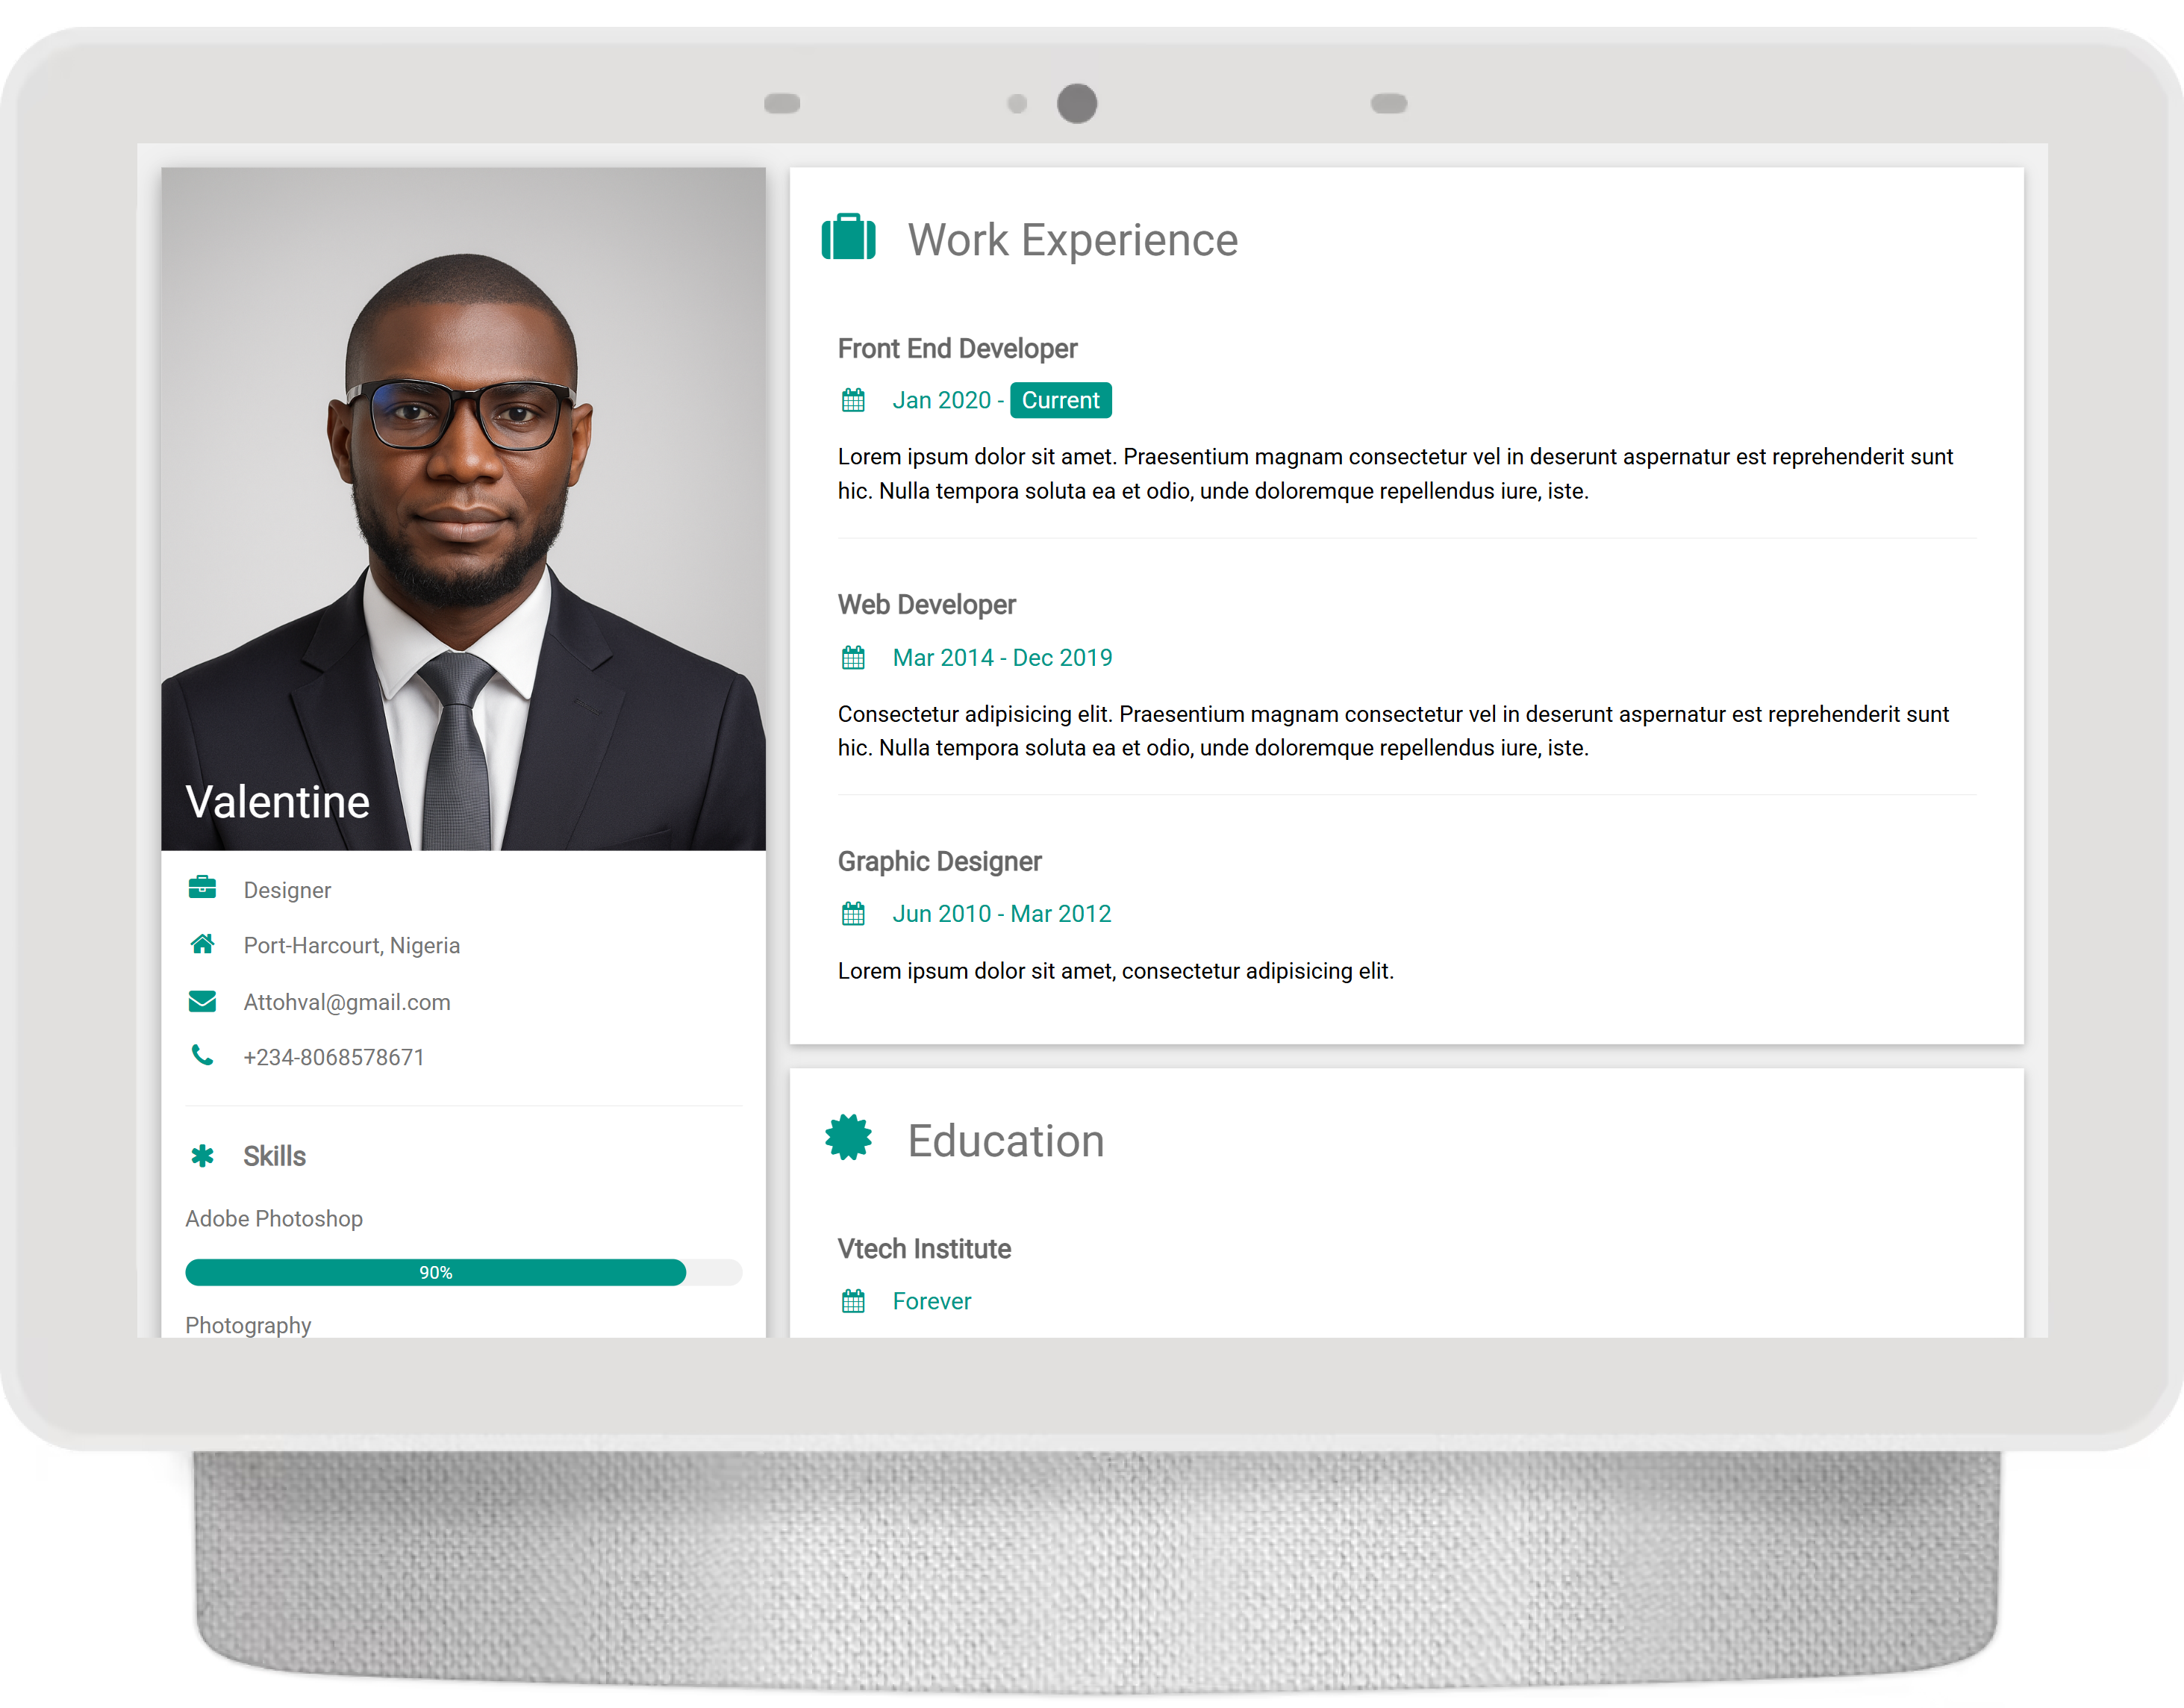 Valentine
Designer
Port-Harcourt, Nigeria
Attohval@gmail.com
+234-8068578671
Skills
Adobe Photoshop
90%
Photography
Work Experience
Front End Developer
Jan 2020 - Current
Lorem ipsum dolor sit amet. Praesentium magnam consectetur vel in deserunt aspernatur est reprehenderit sunt
hic. Nulla tempora soluta ea et odio, unde doloremque repellendus iure, iste.
Web Developer
Mar 2014 - Dec 2019
Consectetur adipisicing elit. Praesentium magnam consectetur vel in deserunt aspernatur est reprehenderit sunt
hic. Nulla tempora soluta ea et odio, unde doloremque repellendus iure, iste.
Graphic Designer
Jun 2010 - Mar 2012
Lorem ipsum dolor sit amet, consectetur adipisicing elit.
Education
Vtech Institute
Forever